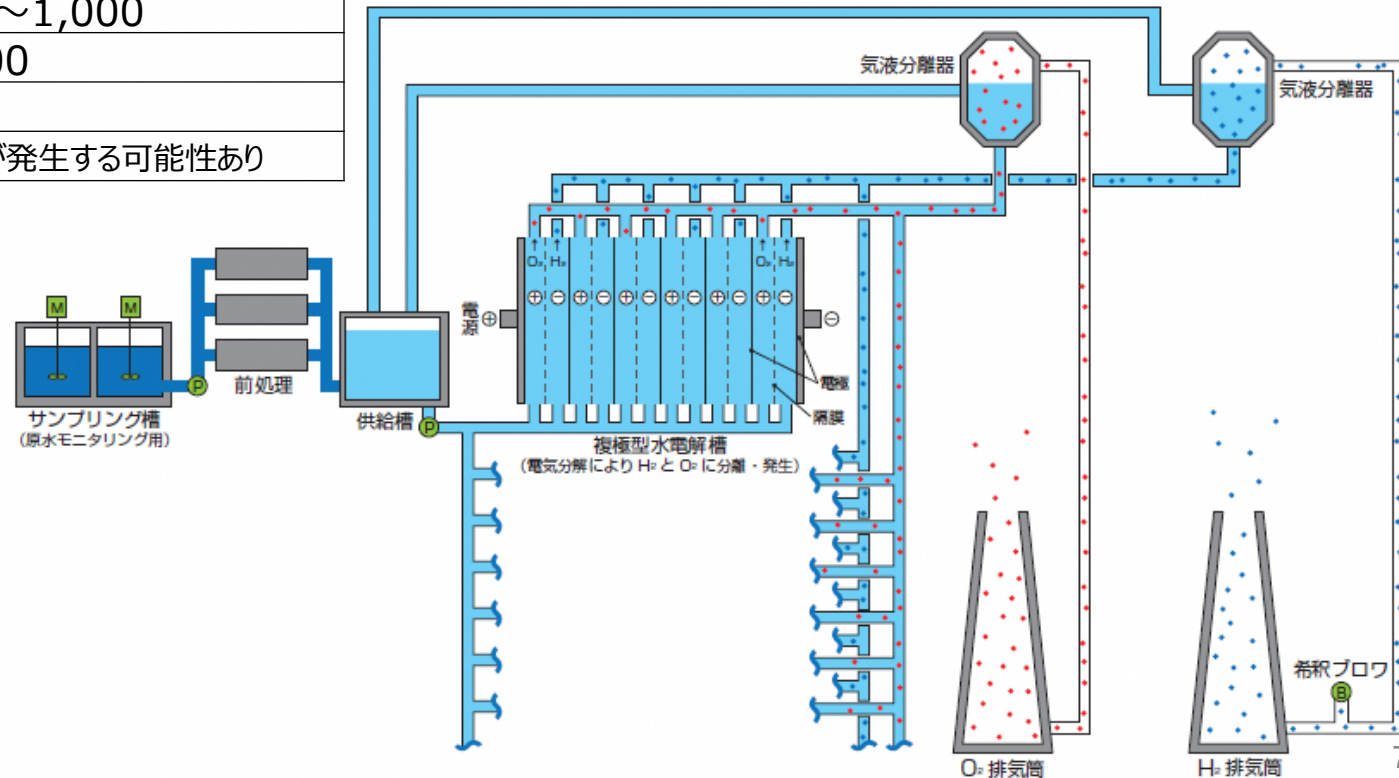 ～1,000
00
が発生する可能性あり
気液分離器
気液分離器
O₂ H₂
O₂ H₂
⊕ ⊖ ⊕ ⊖ ⊕ ⊖ ⊕ ⊖ ⊕ ⊖ ⊕ ⊖
電源 ⊕
⊖
M
M
P
前処理
サンプリング槽
（原水モニタリング用）
供給槽
P
電極
隔膜
複極型水電解槽
（電気分解によりH₂とO₂に分離・発生）
希釈ブロワ
B
O₂ 排気筒
H₂ 排気筒